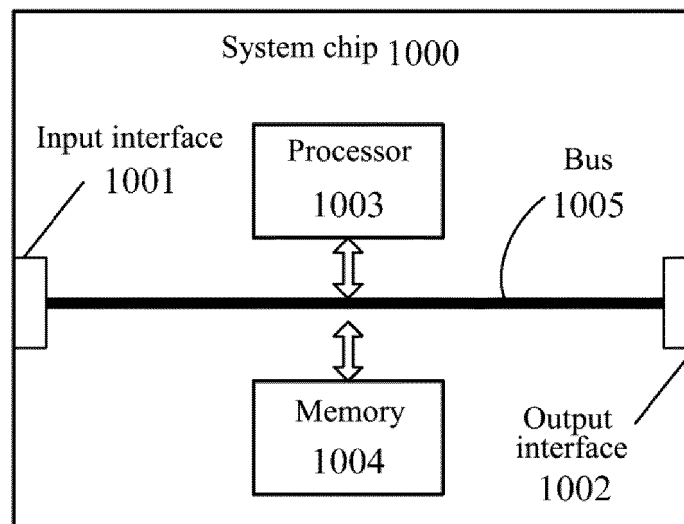 System chip 1000
Input interface
1001
Processor
1003
Bus
1005
Memory
1004
Output
interface
1002